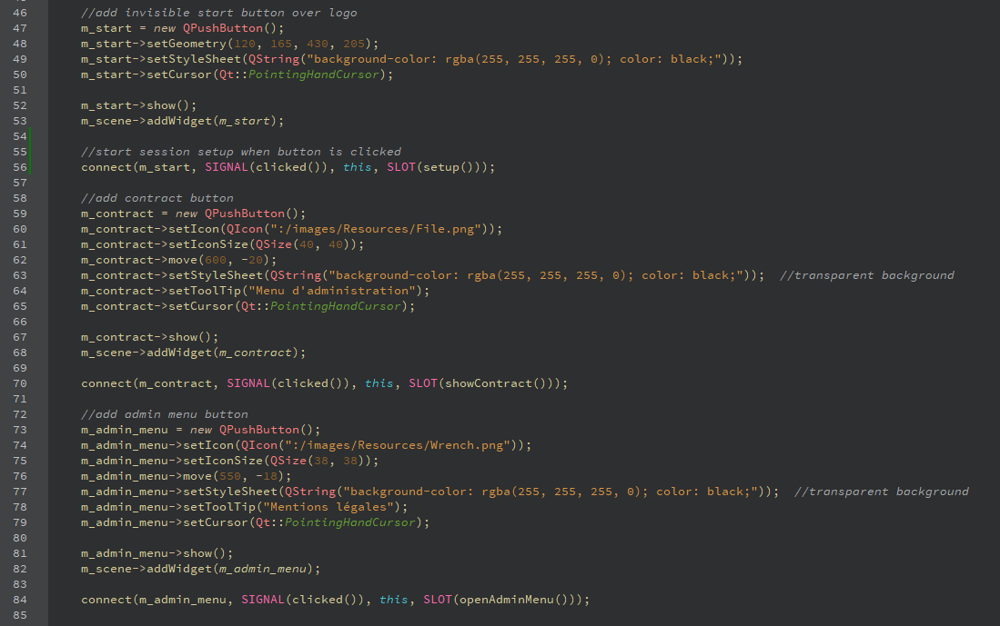 46 //add invisible start button over logo
47 m_start = new QPushButton();
48 m_start->setGeometry(120, 165, 430, 205);
49 m_start->setStyleSheet(QString("background-color: rgba(255, 255, 255, 0); color: black;"));
50 m_start->setCursor(Qt::PointingHandCursor);
51
52 m_start->show();
53 m_scene->addWidget(m_start);
54
55 //start session setup when button is clicked
56 connect(m_start, SIGNAL(clicked()), this, SLOT(setup()));
57
58 //add contract button
59 m_contract = new QPushButton();
60 m_contract->setIcon(QIcon(":/images/Resources/File.png"));
61 m_contract->setIconSize(QSize(40, 40));
62 m_contract->move(600, -20);
63 m_contract->setStyleSheet(QString("background-color: rgba(255, 255, 255, 0); color: black;")); //transparent background
64 m_contract->setToolTip("Menu d'administration");
65 m_contract->setCursor(Qt::PointingHandCursor);
66
67 m_contract->show();
68 m_scene->addWidget(m_contract);
69
70 connect(m_contract, SIGNAL(clicked()), this, SLOT(showContract()));
71
72 //add admin menu button
73 m_admin_menu = new QPushButton();
74 m_admin_menu->setIcon(QIcon(":/images/Resources/Wrench.png"));
75 m_admin_menu->setIconSize(QSize(38, 38));
76 m_admin_menu->move(550, -18);
77 m_admin_menu->setStyleSheet(QString("background-color: rgba(255, 255, 255, 0); color: black;")); //transparent background
78 m_admin_menu->setToolTip("Mentions légales");
79 m_admin_menu->setCursor(Qt::PointingHandCursor);
80
81 m_admin_menu->show();
82 m_scene->addWidget(m_admin_menu);
83
84 connect(m_admin_menu, SIGNAL(clicked()), this, SLOT(openAdminMenu()));
85